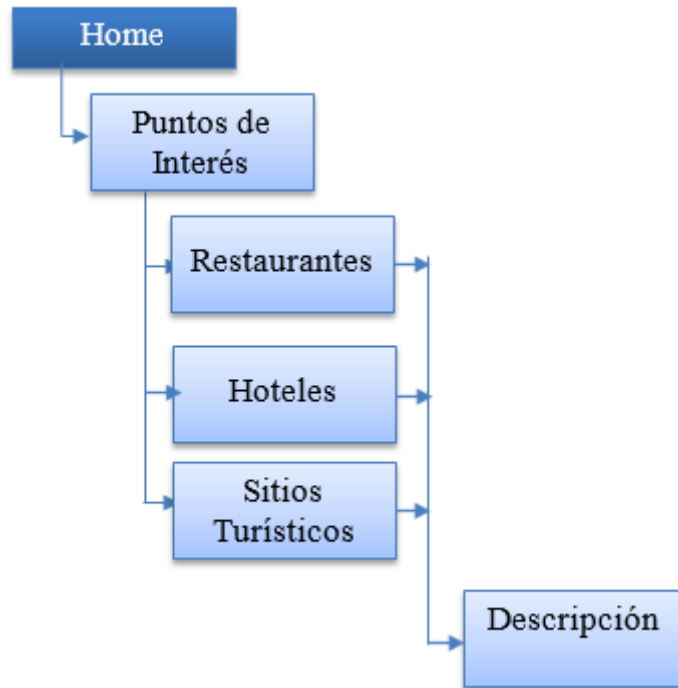 Home
Puntos de
Interés
Restaurantes
Hoteles
Sitios
Turísticos
Descripción